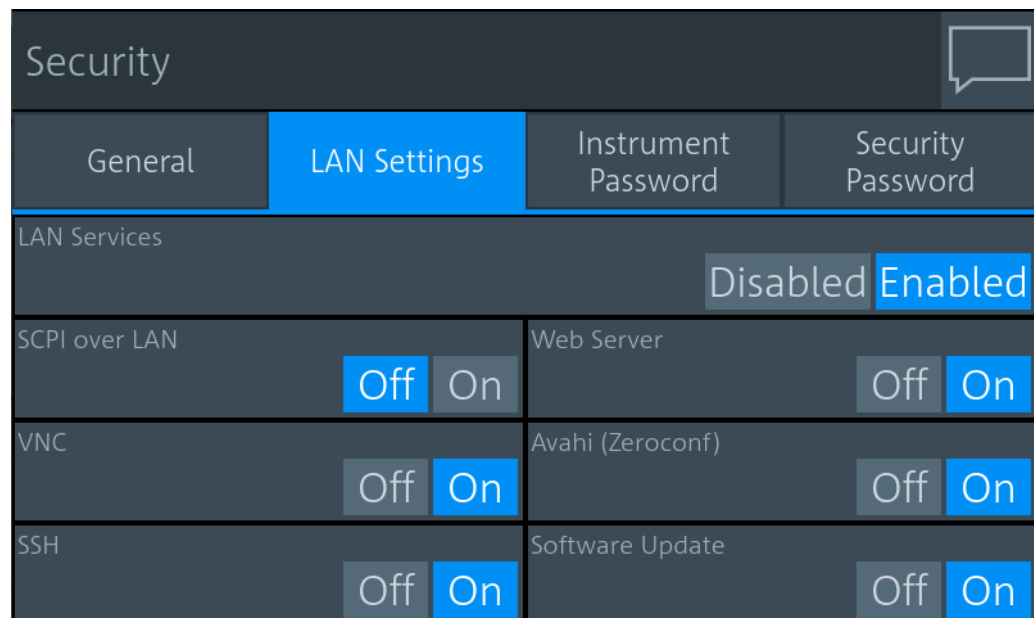 Security
General
LAN Settings
Instrument
Password
Security
Password
LAN Services
Disabled Enabled
SCPI over LAN
Off On
Web Server
Off On
VNC
Off On
Avahi (Zeroconf)
Off On
SSH
Off On
Software Update
Off On